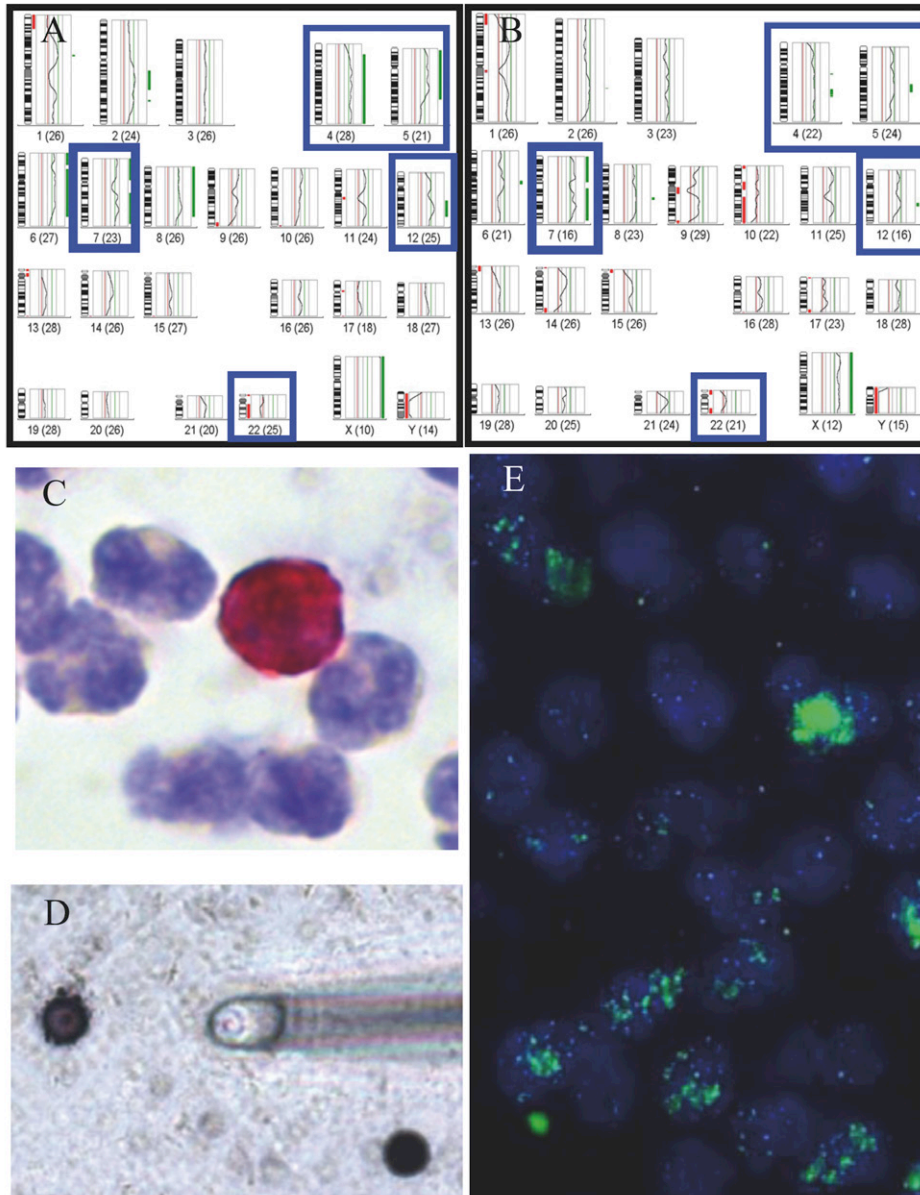 A
1 (26) 2 (24) 3 (26) 4 (28) 5 (21)
6 (27) 7 (23) 8 (26) 9 (26) 10 (26) 11 (24) 12 (25)
13 (28) 14 (26) 15 (27) 16 (26) 17 (18) 18 (27)
19 (28) 20 (26) 21 (20) 22 (25) X (10) Y (14)
B
1 (26) 2 (26) 3 (23) 4 (22) 5 (24)
6 (21) 7 (16) 8 (23) 9 (29) 10 (22) 11 (25) 12 (16)
13 (26) 14 (26) 15 (26) 16 (28) 17 (23) 18 (28)
19 (28) 20 (25) 21 (24) 22 (21) X (12) Y (15)
C
D
E